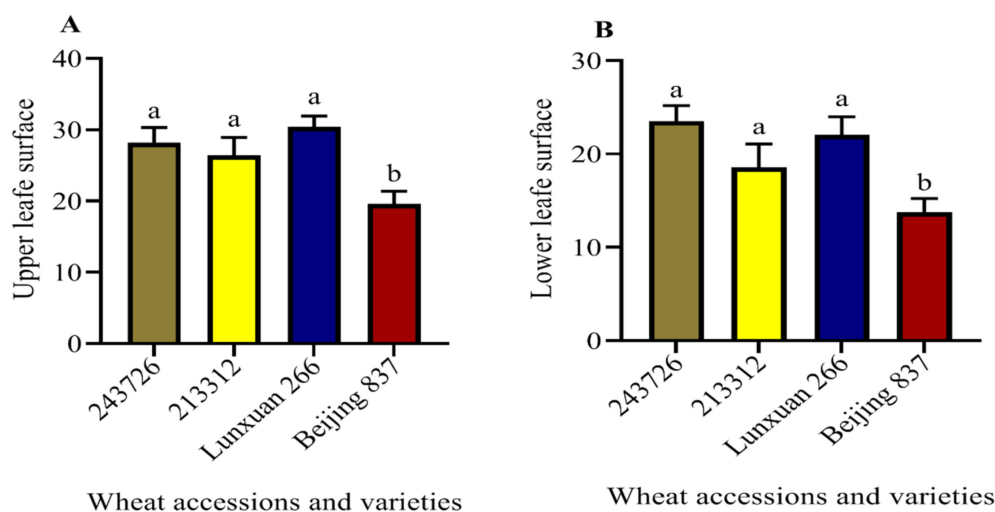 A
Upper leafe surface
40
30
20
10
0
a
a
a
b
243726
213312
Lunxuan 266
Beijing 837
Wheat accessions and varieties
B
Lower leafe surface
30
20
10
0
a
a
a
b
243726
213312
Lunxuan 266
Beijing 837
Wheat accessions and varieties